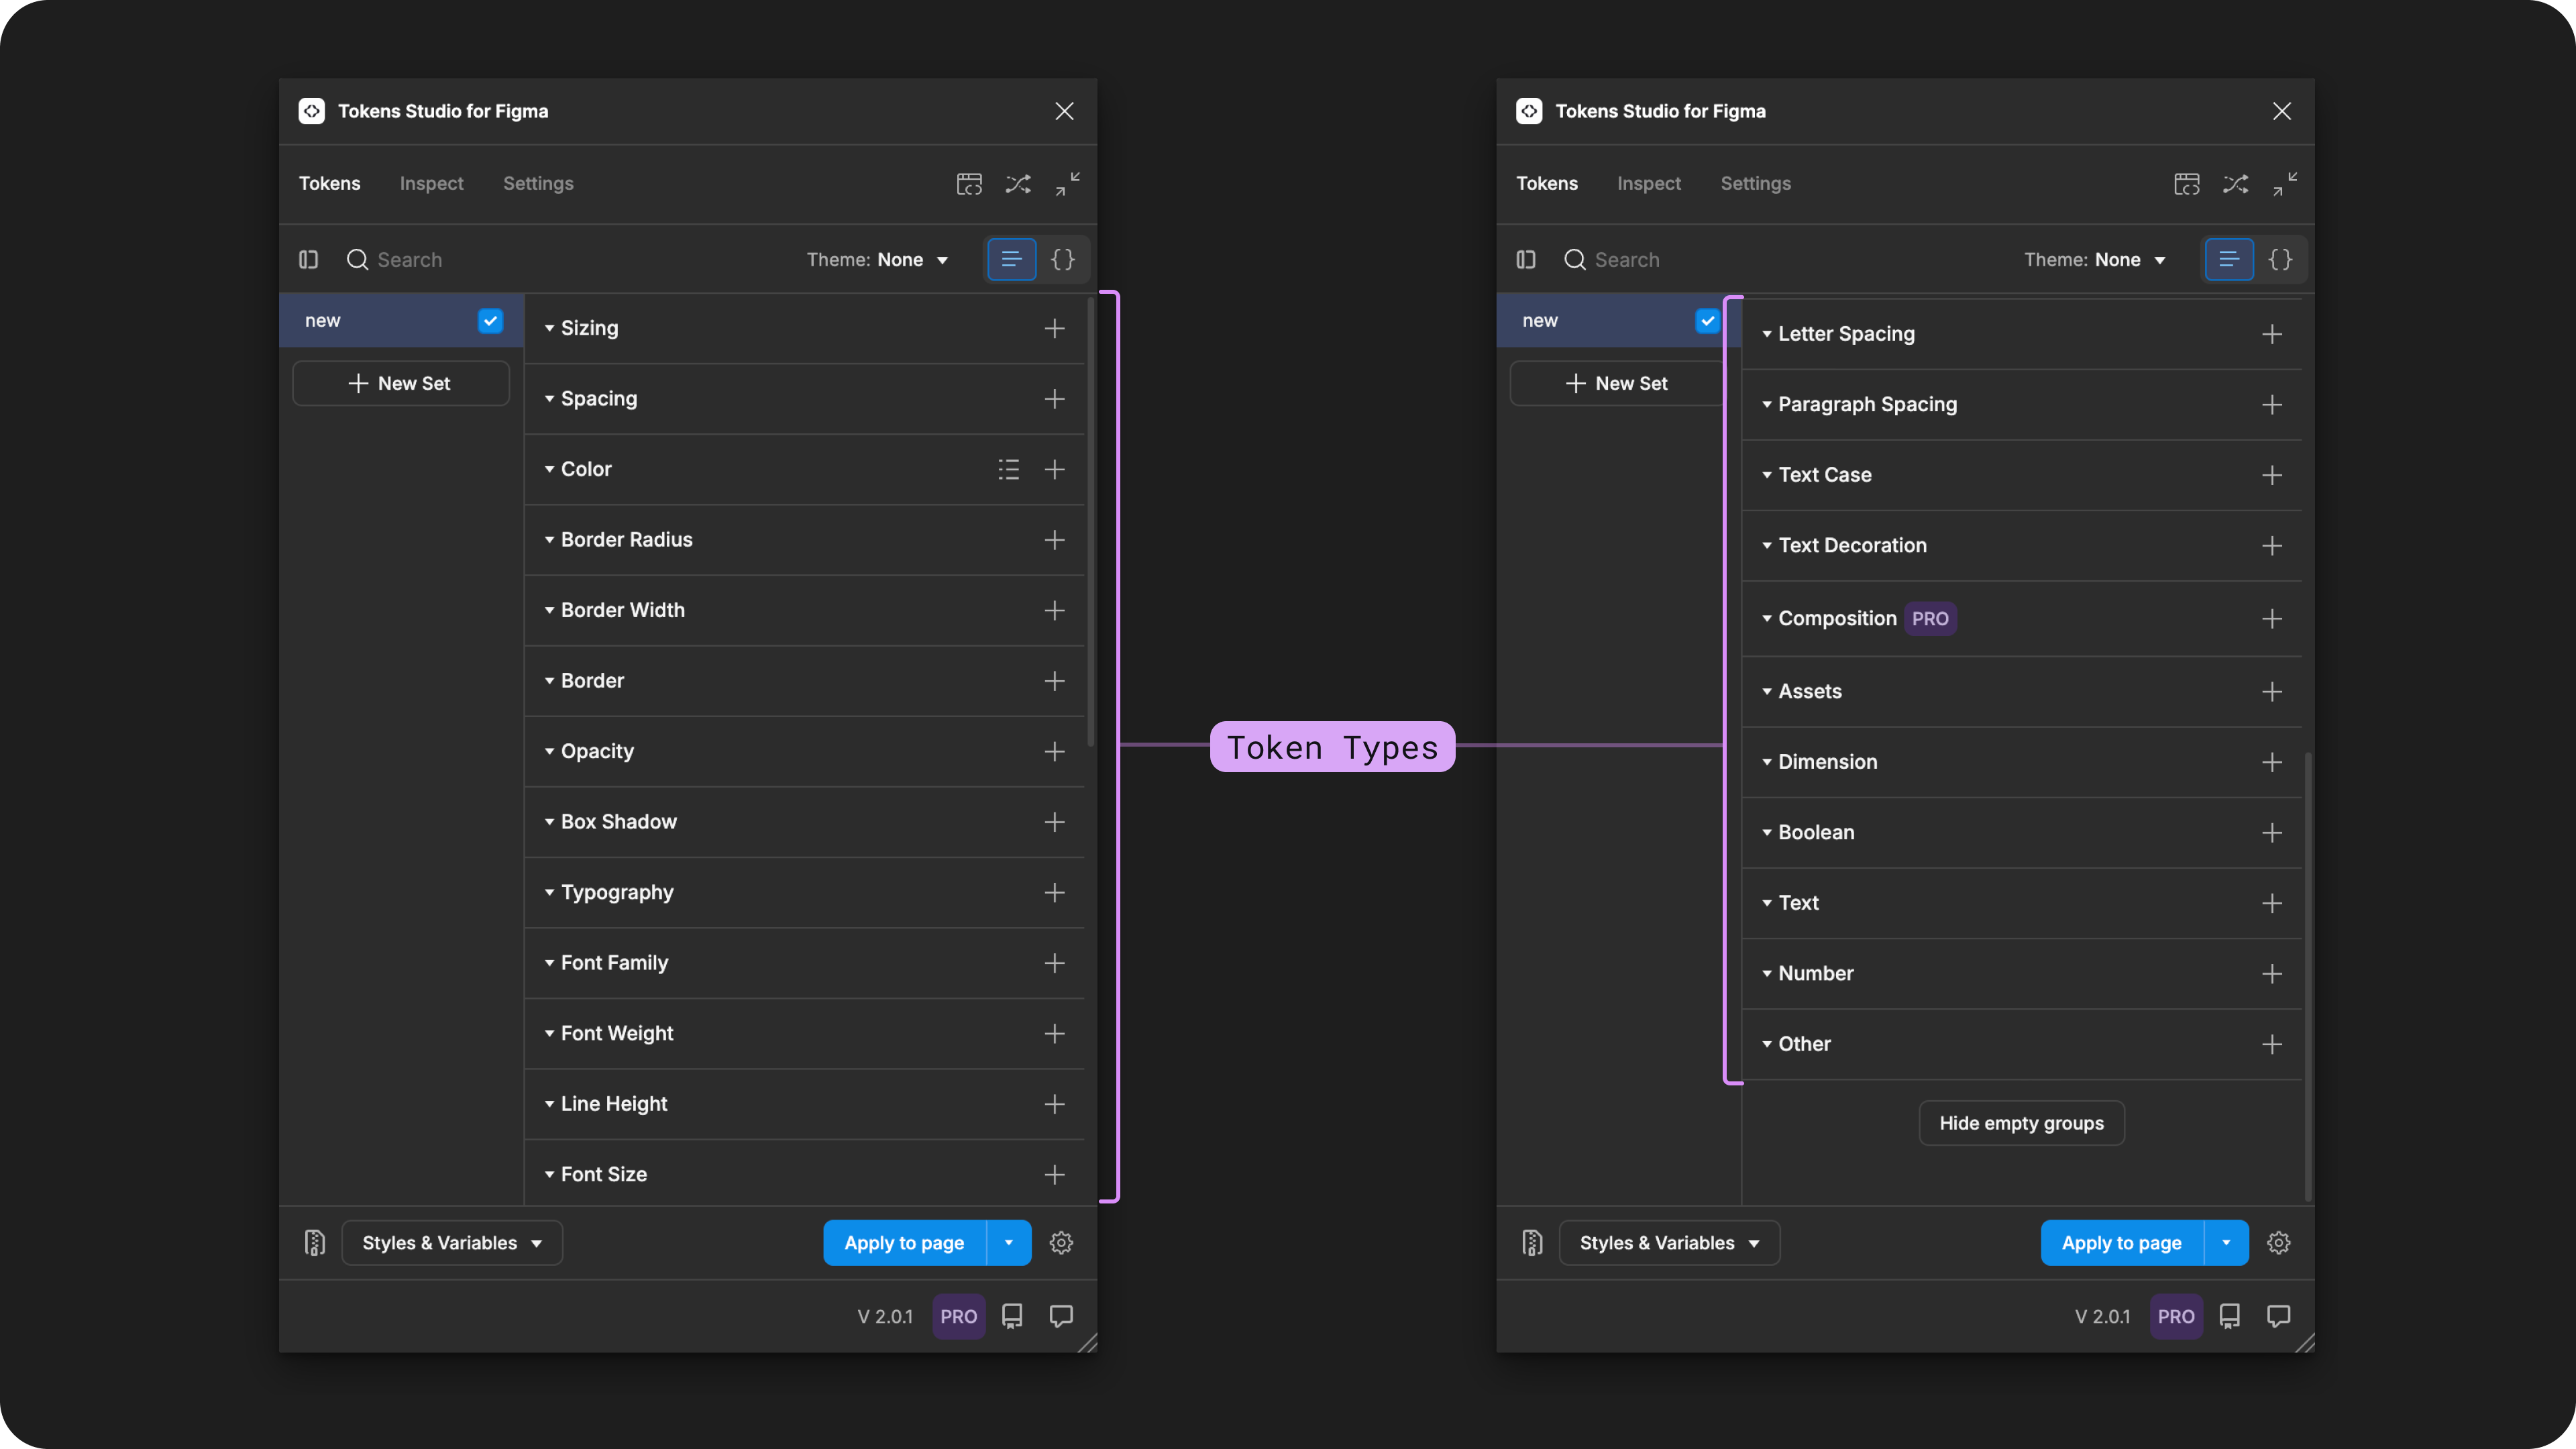 Tokens Studio for Figma
Tokens Inspect Settings
Search Theme: None {}
new
New Set
Sizing
Spacing
Color
Border Radius
Border Width
Border
Opacity
Box Shadow
Typography
Font Family
Font Weight
Line Height
Font Size
Styles & Variables Apply to page
V 2.0.1 PRO
Token Types
Tokens Studio for Figma
Tokens Inspect Settings
Search Theme: None {}
new
New Set
Letter Spacing
Paragraph Spacing
Text Case
Text Decoration
Composition PRO
Assets
Dimension
Boolean
Text
Number
Other
Hide empty groups
Styles & Variables Apply to page
V 2.0.1 PRO